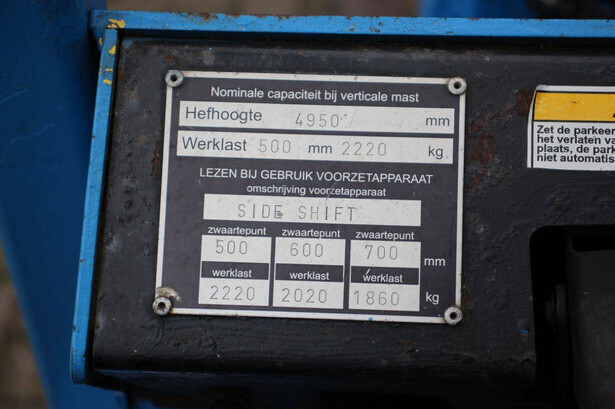 Nominale capaciteit bij verticale mast
Hefhoogte 4950 mm
Werklast 500 mm 2220 kg
LEZEN BIJ GEBRUIK VOORZETAPPARAAT
omschrijving voorzetapparaat
SIDE SHIFT
zwaartepunt zwaartepunt zwaartepunt
500 600 700 mm
werklast werklast werklast
2220 2020 1860 kg
Zet de parkeer
het verlaten va
plaats, de park
niet automatis